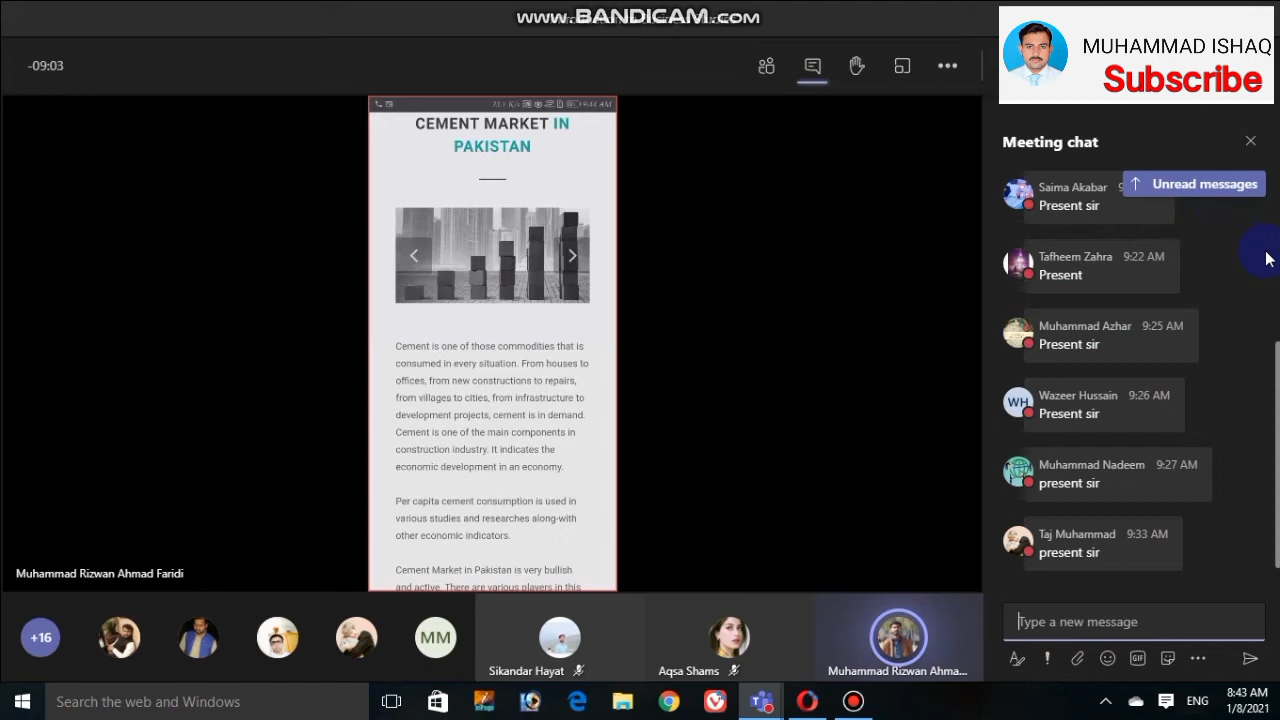 www.BANDICAM.com
MUHAMMAD ISHAQ
Subscribe
-09:03
9:44 AM
CEMENT MARKET IN
PAKISTAN
Cement is one of those commodities that is
consumed in every situation. From houses to
offices, from new constructions to repairs,
from villages to cities, from infrastructure to
development projects, cement is in demand.
Cement is one of the main components in
construction industry. It indicates the
economic development in an economy.
Per capita cement consumption is used in
various studies and researches along-with
other economic indicators.
Cement Market in Pakistan is very bullish
and active. There are various players in this
Muhammad Rizwan Ahmad Faridi
Meeting chat
Unread messages
Saima Akabar
Present sir
Tafheem Zahra 9:22 AM
Present
Muhammad Azhar 9:25 AM
Present sir
WH
Wazeer Hussain 9:26 AM
Present sir
Muhammad Nadeem 9:27 AM
present sir
Taj Muhammad 9:33 AM
present sir
Type a new message
GIF
+16
MM
Sikandar Hayat
Aqsa Shams
Muhammad Rizwan Ahma...
Search the web and Windows
ENG
8:43 AM
1/8/2021